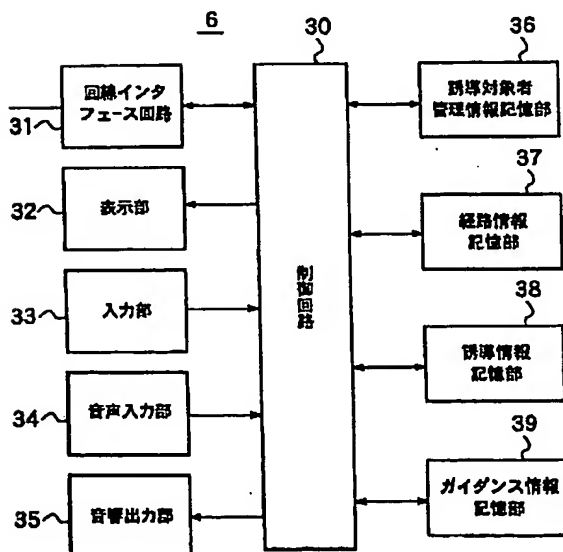 6
30
36
回線インタ
フェース回路
31
誘導対象者
管理情報記憶部
37
表示部
32
経路情報
記憶部
制御回路
38
入力部
33
誘導情報
記憶部
39
音声入力部
34
ガイダンス情報
記憶部
音響出力部
35